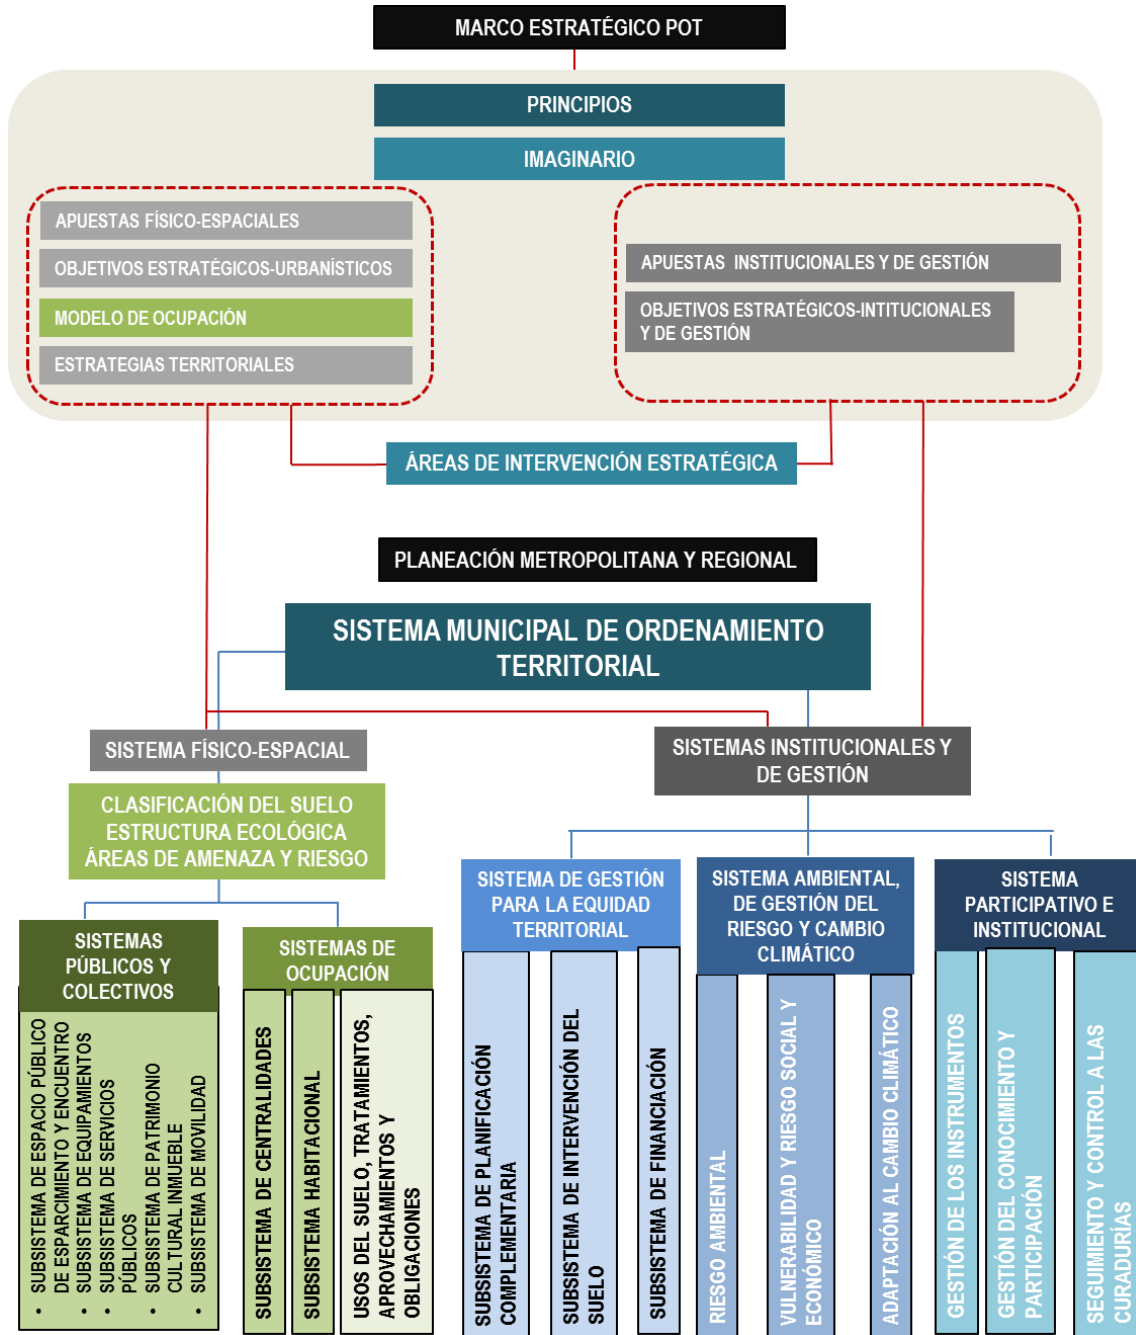 MARCO ESTRATÉGICO POT
PRINCIPIOS
IMAGINARIO
APUESTAS FÍSICO-ESPACIALES
OBJETIVOS ESTRATÉGICOS-URBANÍSTICOS
MODELO DE OCUPACIÓN
ESTRATEGIAS TERRITORIALES
APUESTAS INSTITUCIONALES Y DE GESTIÓN
OBJETIVOS ESTRATÉGICOS-INTITUCIONALES
Y DE GESTIÓN
ÁREAS DE INTERVENCIÓN ESTRATÉGICA
PLANEACIÓN METROPOLITANA Y REGIONAL
SISTEMA MUNICIPAL DE ORDENAMIENTO
TERRITORIAL
SISTEMA FÍSICO-ESPACIAL
SISTEMAS INSTITUCIONALES Y
DE GESTIÓN
CLASIFICACIÓN DEL SUELO
ESTRUCTURA ECOLÓGICA
ÁREAS DE AMENAZA Y RIESGO
SISTEMAS
PÚBLICOS Y
COLECTIVOS
• SUBSISTEMA DE ESPACIO PÚBLICO
DE ESPARCIMIENTO Y ENCUENTRO
• SUBSISTEMA DE EQUIPAMIENTOS
• SUBSISTEMA DE SERVICIOS
PÚBLICOS
• SUBSISTEMA DE PATRIMONIO
CULTURAL INMUEBLE
• SUBSISTEMA DE MOVILIDAD
SISTEMAS DE
OCUPACIÓN
SUBSISTEMA DE CENTRALIDADES
SUBSISTEMA HABITACIONAL
USOS DEL SUELO, TRATAMIENTOS,
APROVECHAMIENTOS Y
OBLIGACIONES
SISTEMA DE GESTIÓN
PARA LA EQUIDAD
TERRITORIAL
SUBSISTEMA DE PLANIFICACIÓN
COMPLEMENTARIA
SUBSISTEMA DE INTERVENCIÓN DEL
SUELO
SUBSISTEMA DE FINANCIACIÓN
SISTEMA AMBIENTAL,
DE GESTIÓN DEL
RIESGO Y CAMBIO
CLIMÁTICO
RIESGO AMBIENTAL
VULNERABILIDAD Y RIESGO SOCIAL Y
ECONÓMICO
ADAPTACIÓN AL CAMBIO CLIMÁTICO
SISTEMA
PARTICIPATIVO E
INSTITUCIONAL
GESTIÓN DE LOS INSTRUMENTOS
GESTIÓN DEL CONOCIMIENTO Y
PARTICIPACIÓN
SEGUIMIENTO Y CONTROL A LAS
CURADURÍAS